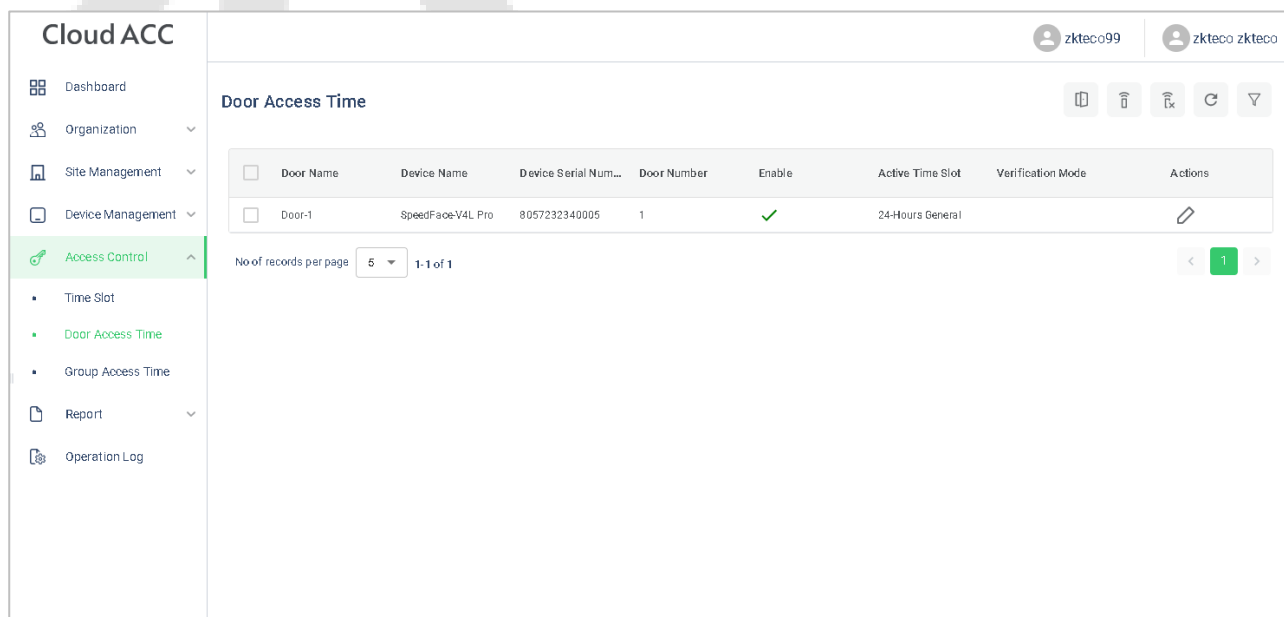 Cloud ACC
zkteco99
zkteco zkteco
Dashboard
Organization
Site Management
Device Management
Access Control
Time Slot
Door Access Time
Group Access Time
Report
Operation Log
Door Access Time
Door Name Device Name Device Serial Num... Door Number Enable Active Time Slot Verification Mode Actions
Door-1 SpeedFace-V4L Pro 8057232340005 1 24-Hours General
No of records per page 5 1-1 of 1
< 1 >